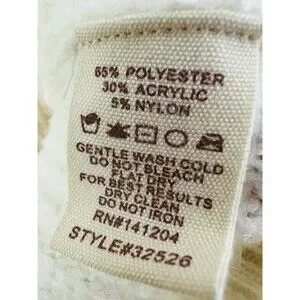 65% POLYESTER
30% ACRYLIC
5% NYLON
GENTLE WASH COLD
DO NOT BLEACH
FLAT DRY
FOR BEST RESULTS
DRY CLEAN
DO NOT IRON
RN#141204
STYLE#32526